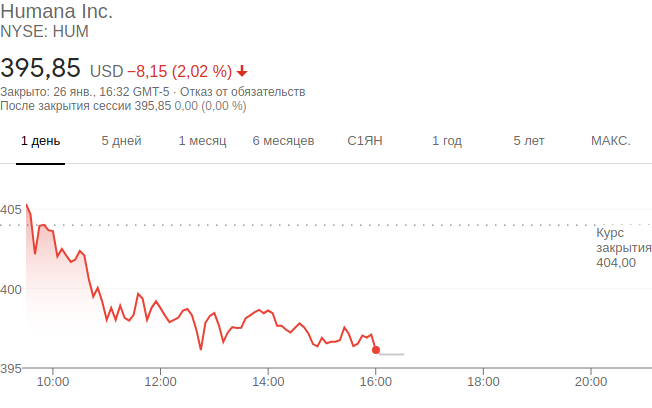 Humana Inc.
NYSE: HUM
395,85 USD −8,15 (2,02 %)
Закрыто: 26 янв., 16:32 GMT-5 · Отказ от обязательств
После закрытия сессии 395,85 0,00 (0,00 %)
1 день 5 дней 1 месяц 6 месяцев С1ЯН 1 год 5 лет МАКС.
405
Курс
закрытия
404,00
400
395
10:00 12:00 14:00 16:00 18:00 20:00